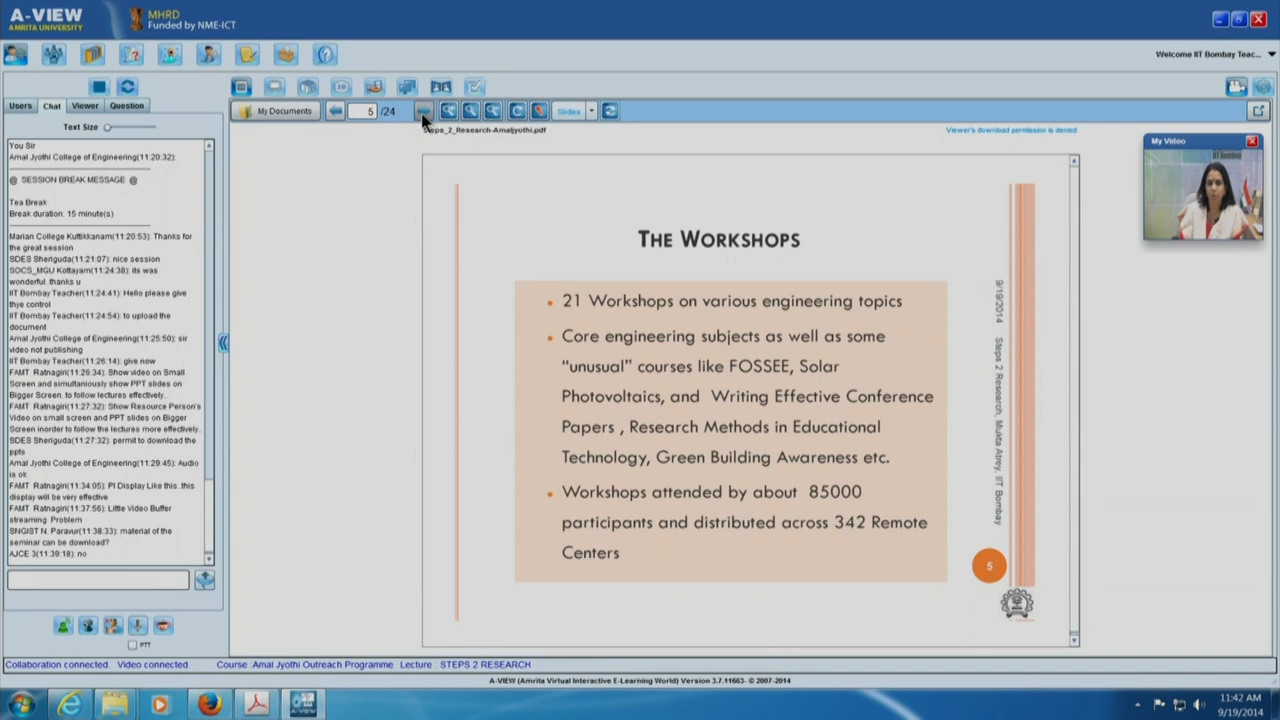 A-VIEW
AMRITA UNIVERSITY
MHRD
Funded by NME-ICT
Welcome IIT Bombay Teac...
Users
Chat
Viewer
Question
My Documents
5
/24
Slides
Text Size
Steps_2_Research-Amaljyothi.pdf
Viewer's download permission is denied
You Sir
Amal Jyothi College of Engineering(11:20:32):
@ SESSION BREAK MESSAGE @
Tea Break
Break duration: 15 minute(s)
Marian College Kuttikkanam(11:20:53): Thanks for
the great session
SDES Sheriguda(11:21:07): nice session
SOCS_MGU Kottayam(11:24:38): its was
wonderful..thanks u
IIT Bombay Teacher(11:24:41): Hello please give
thye control
IIT Bombay Teacher(11:24:54): to upload the
document
Amal Jyothi College of Engineering(11:25:50): sir
video not publishing
IIT Bombay Teacher(11:26:14): give now
FAMT Ratnagiri(11:26:34): Show video on Small
Screen and simultaniously show PPT slides on
Bigger Screen..to follow lectures effectively..
FAMT Ratnagiri(11:27:32): Show Resource Person's
Video on small screen and PPT slides on Bigger
Screen inorder to follow the lectures more effectively..
SDES Sheriguda(11:27:32): permit to download the
ppts
Amal Jyothi College of Engineering(11:29:45): Audio
is ok
FAMT Ratnagiri(11:34:05): Pl Display Like this..this
display will be very effective
FAMT Ratnagiri(11:37:56): Little Video Buffer
streaming Problem
SNGIST N. Paravur(11:38:33): material of the
seminar can be download?
AJCE 3(11:39:18): no
PTT
The Workshops
• 21 Workshops on various engineering topics
• Core engineering subjects as well as some
“unusual” courses like FOSSEE, Solar
Photovoltaics, and Writing Effective Conference
Papers , Research Methods in Educational
Technology, Green Building Awareness etc.
• Workshops attended by about 85000
participants and distributed across 342 Remote
Centers
9/19/2014 Steps 2 Research, Mukta Atrey, IIT Bombay
5
My Video
IIT Bombay
Collaboration connected. Video connected.
Course : Amal Jyothi Outreach Programme Lecture : STEPS 2 RESEARCH
A-VIEW (Amrita Virtual Interactive E-Learning World) Version 3.7.11663- © 2007-2014
A-VIEW
11:42 AM
9/19/2014